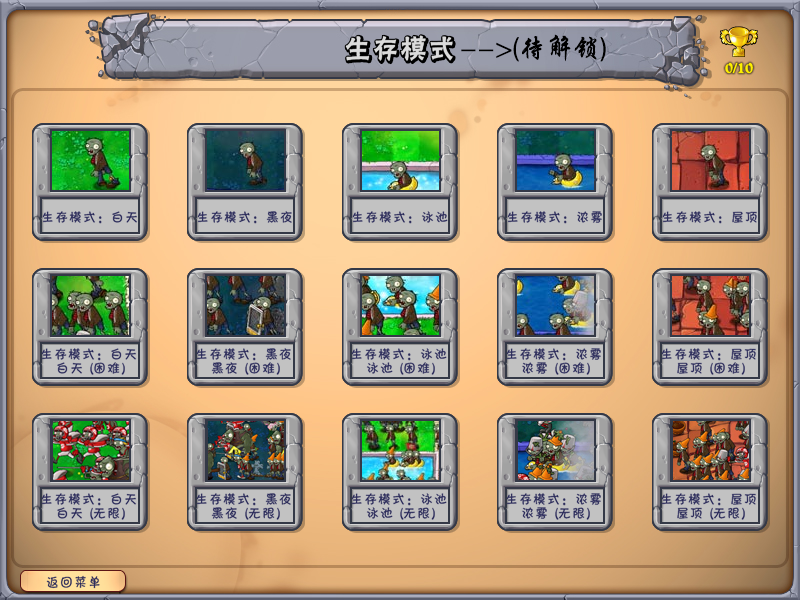 生存模式-->(待解锁)
0/10
生存模式：白天
生存模式：黑夜
生存模式：泳池
生存模式：浓雾
生存模式：屋顶
生存模式：白天
白天 (困难)
生存模式：黑夜
黑夜 (困难)
生存模式：泳池
泳池 (困难)
生存模式：浓雾
浓雾 (困难)
生存模式：屋顶
屋顶 (困难)
生存模式：白天
白天 (无限)
生存模式：黑夜
黑夜 (无限)
生存模式：泳池
泳池 (无限)
生存模式：浓雾
浓雾 (无限)
生存模式：屋顶
屋顶 (无限)
返回菜单